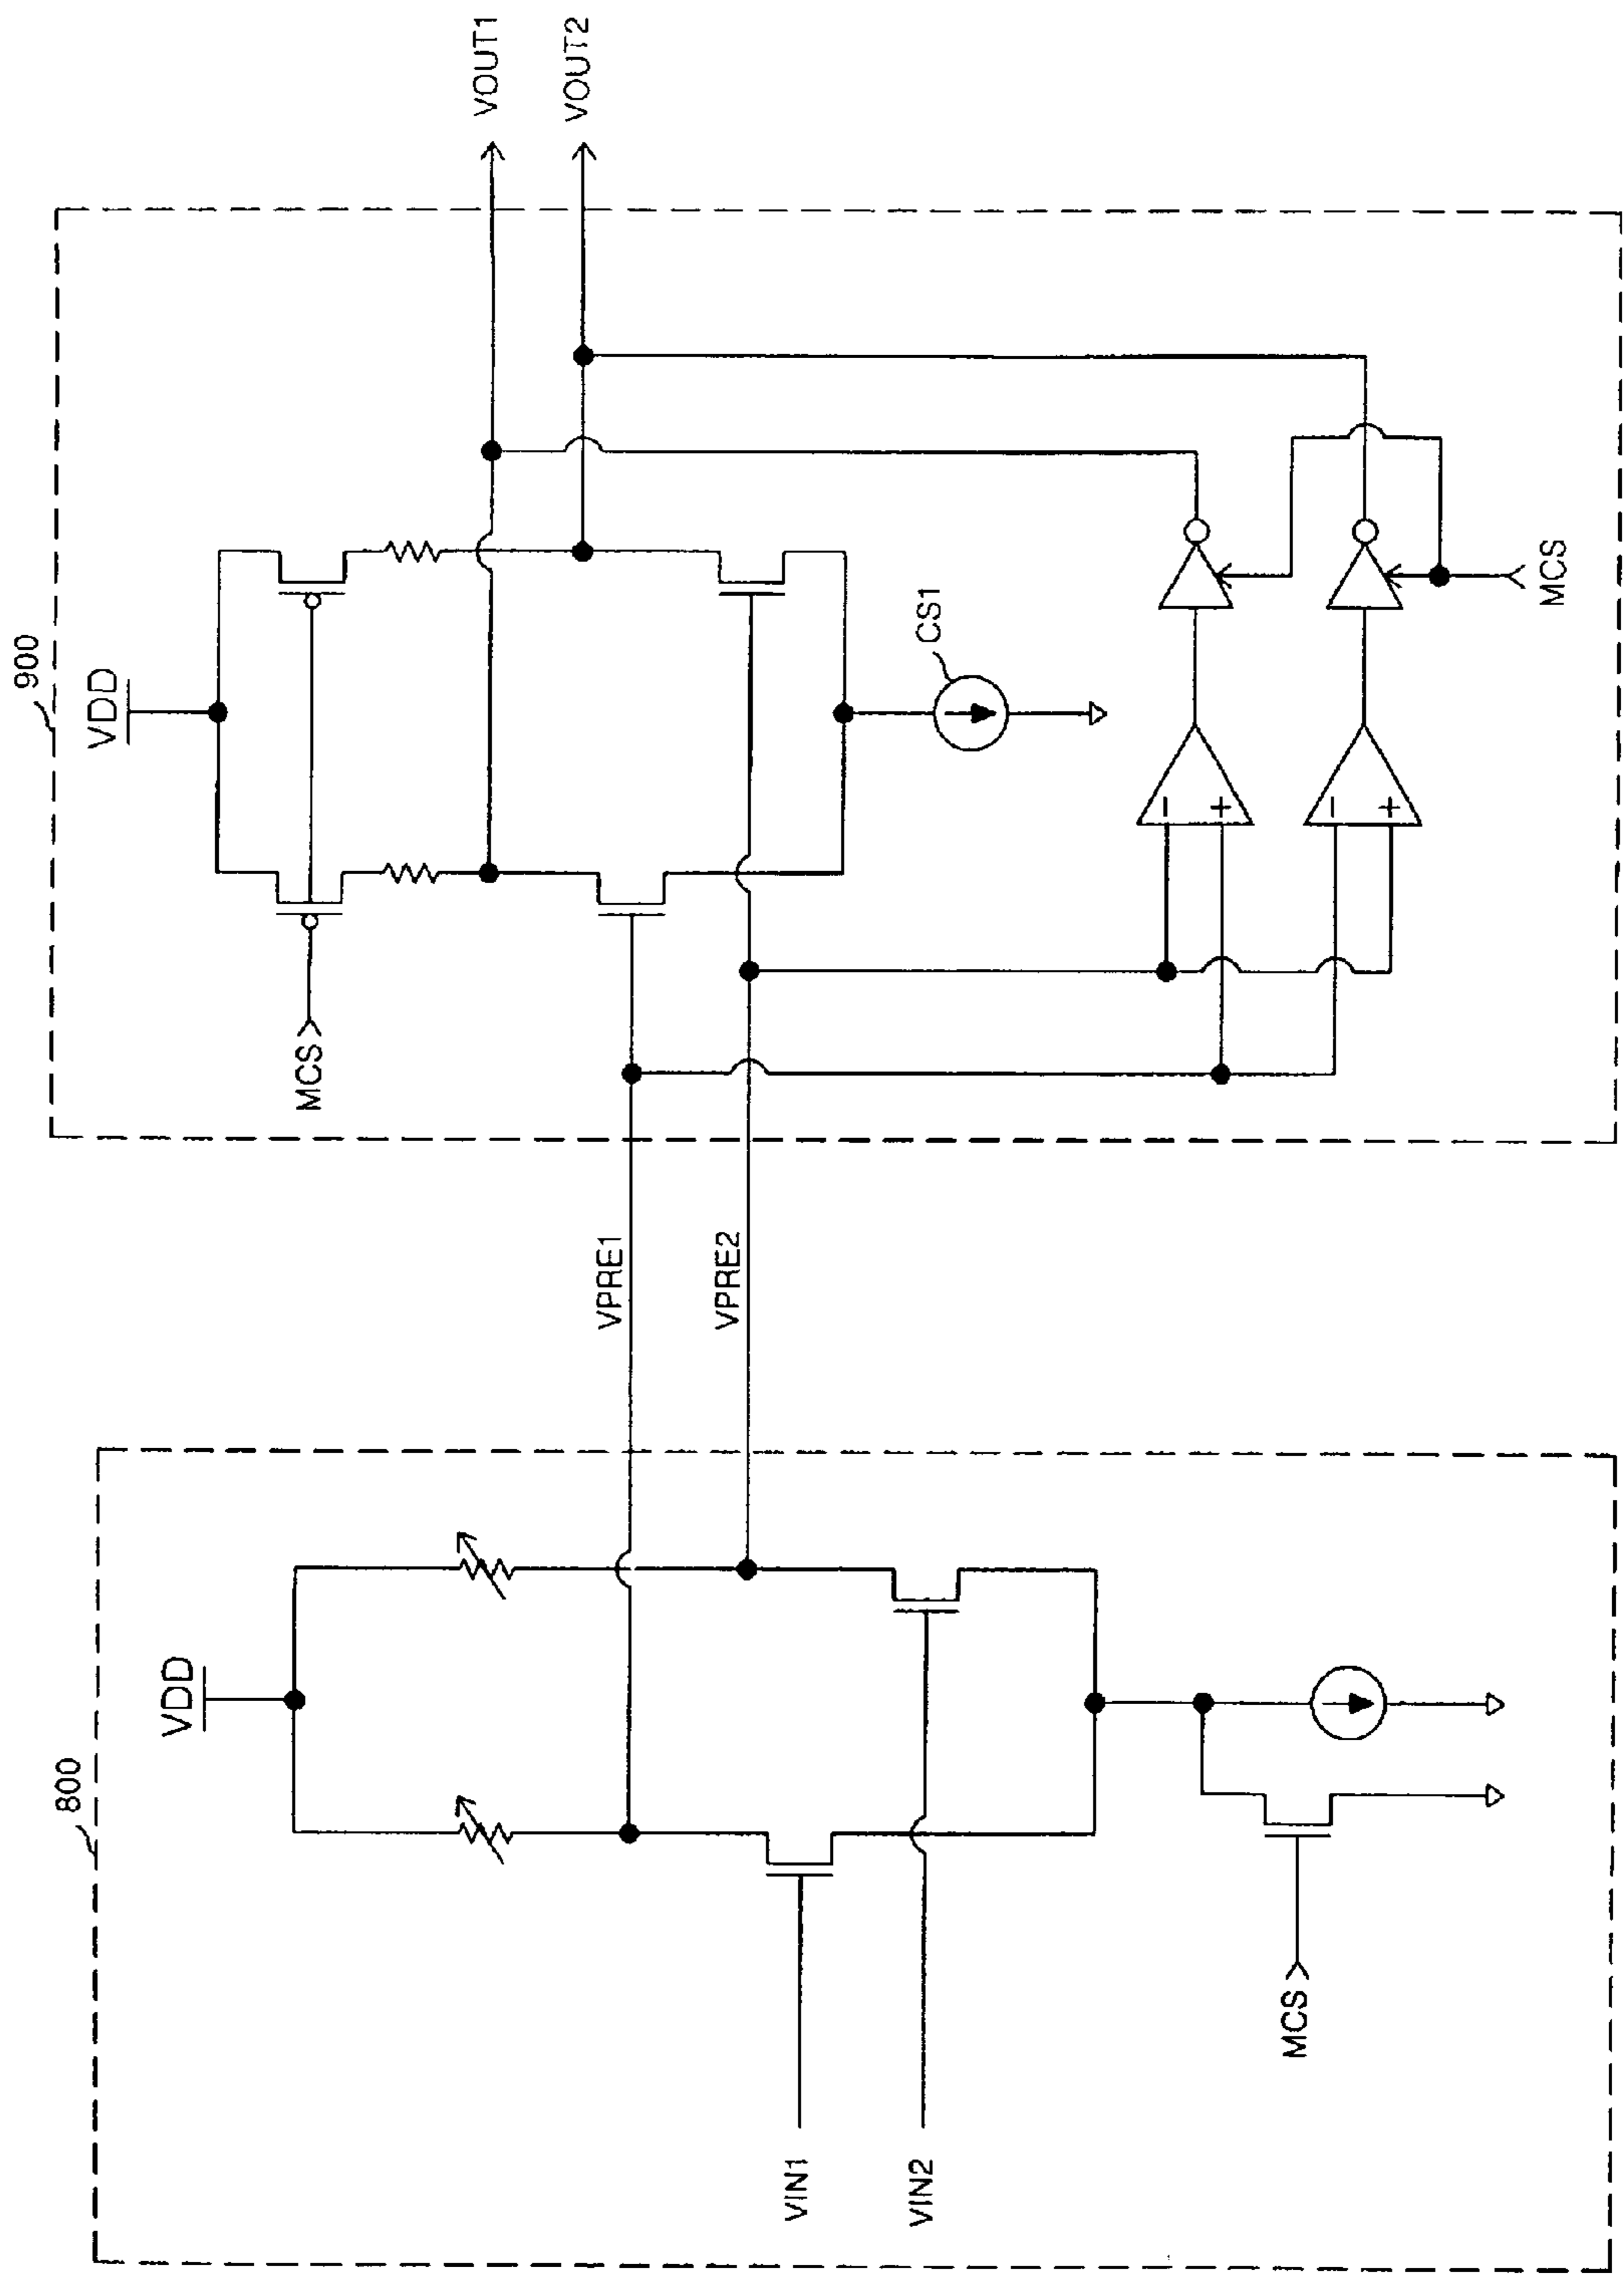 800
VDD
VIN1
VIN2
MCS
VPRE1
VPRE2
900
VDD
MCS
CS1
-
+
-
+
MCS
VOUT1
VOUT2